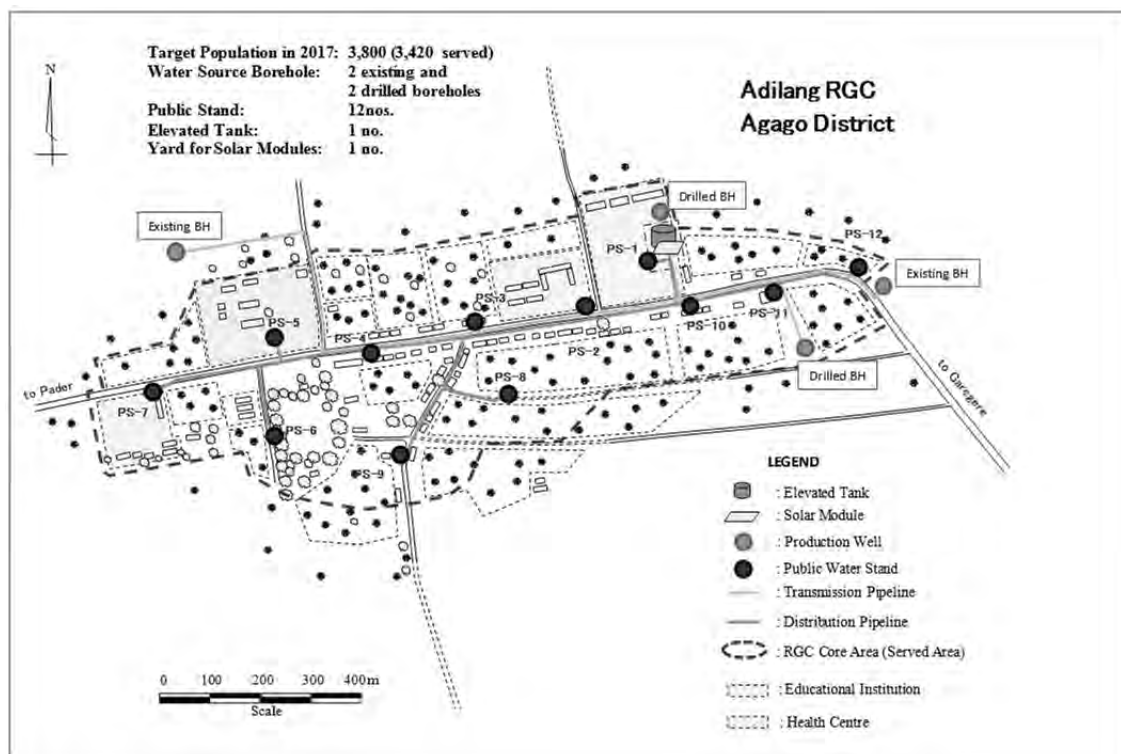 Target Population in 2017: 3,800 (3,420 served)
Water Source Borehole: 2 existing and
2 drilled boreholes
Public Stand: 12nos.
Elevated Tank: 1 no.
Yard for Solar Modules: 1 no.
N
Adilang RGC
Agago District
Drilled BH
Existing BH
PS-1
PS-12
Existing BH
PS-3
PS-5
PS-4
PS-10
PS-11
PS-2
Drilled BH
to Pader
PS-7
PS-8
to Garegere
PS-6
PS-9
LEGEND
: Elevated Tank
: Solar Module
: Production Well
: Public Water Stand
: Transmission Pipeline
: Distribution Pipeline
: RGC Core Area (Served Area)
: Educational Institution
: Health Centre
0 100 200 300 400m
Scale